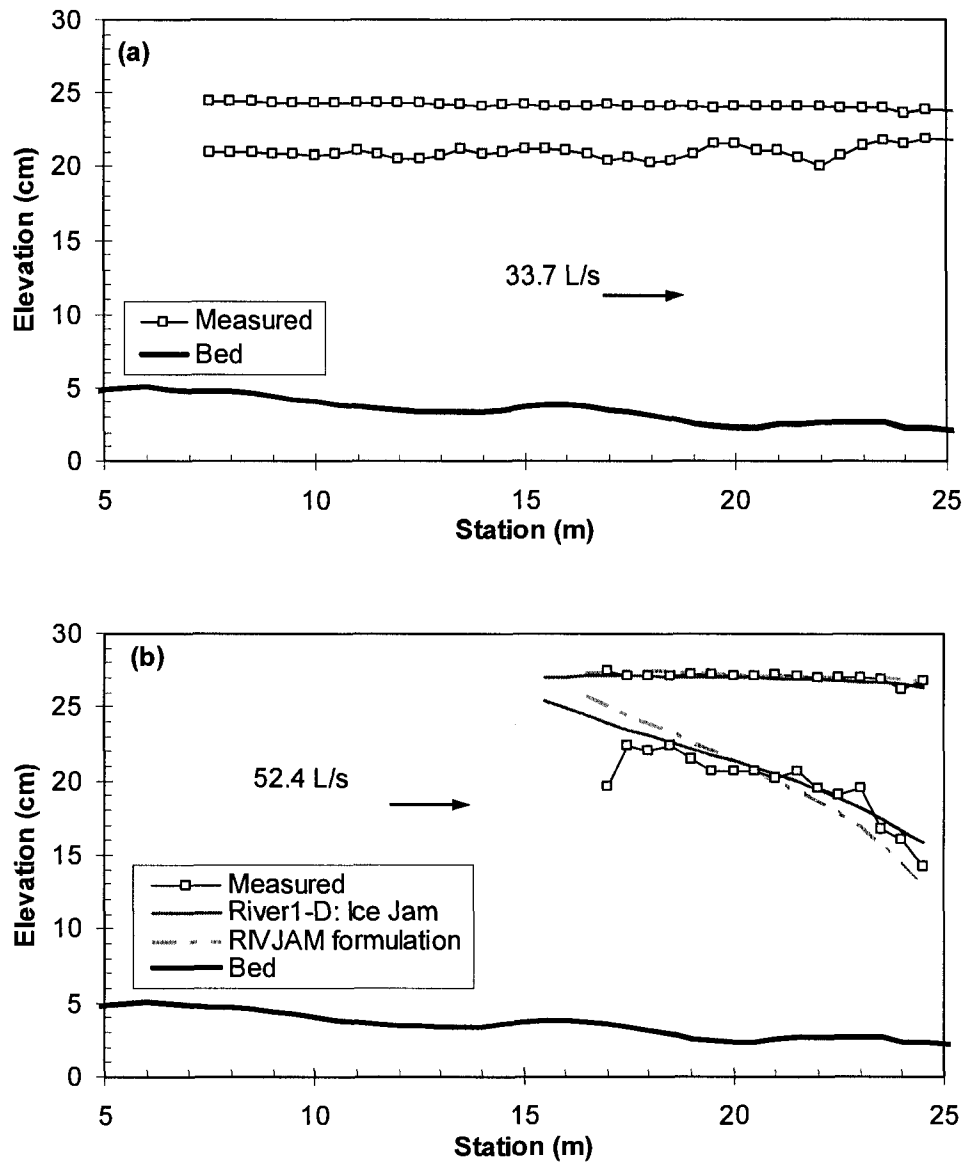 (a)
30
25
20
15
10
5
0
Elevation (cm)
33.7 L/s
Measured
Bed
5 10 15 20 25
Station (m)
(b)
30
25
20
15
10
5
0
Elevation (cm)
52.4 L/s
Measured
River1-D: Ice Jam
RIVJAM formulation
Bed
5 10 15 20 25
Station (m)